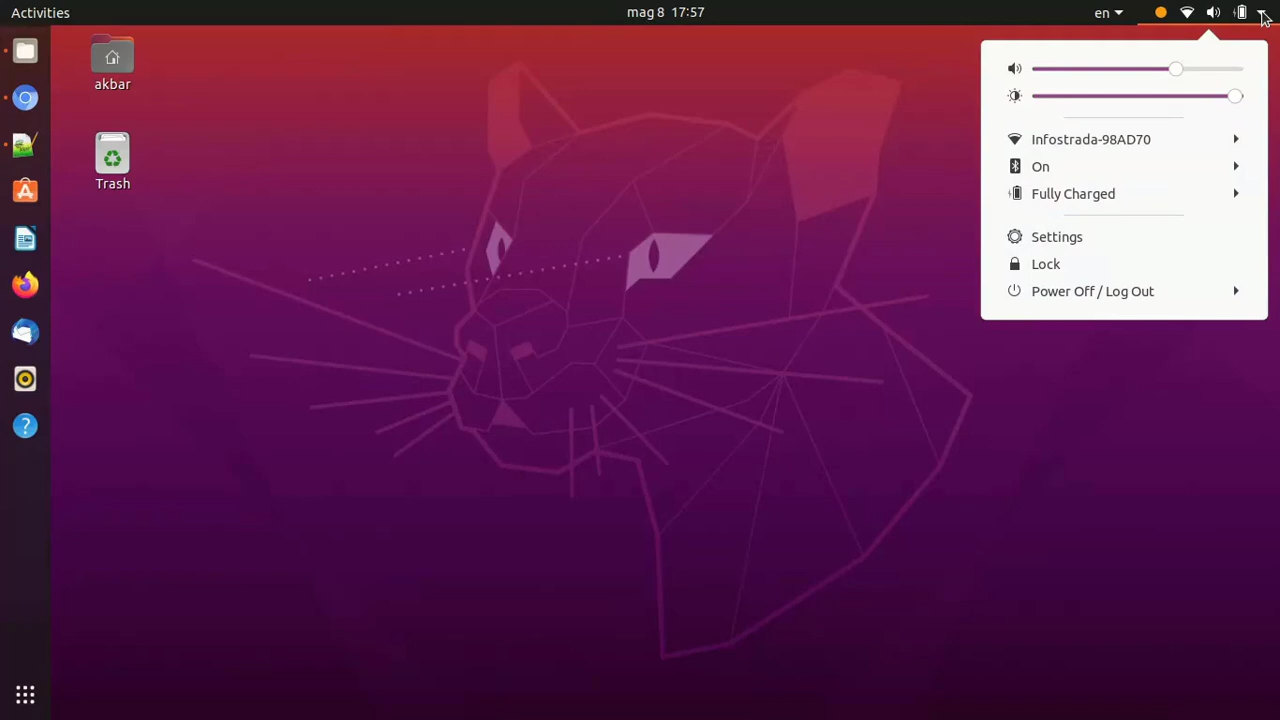 Activities
mag 8 17:57
en
akbar
Trash
Infostrada-98AD70
On
Fully Charged
Settings
Lock
Power Off / Log Out